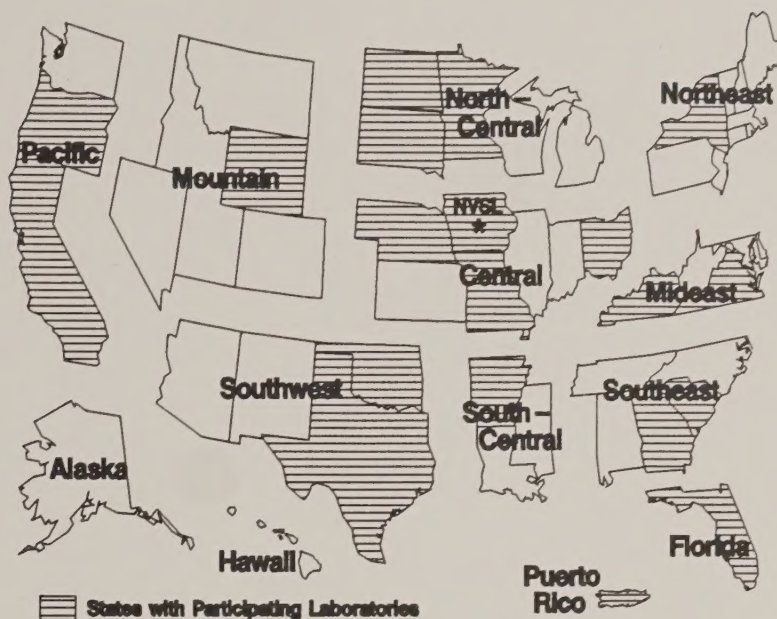 North-
Central
Northeast
Pacific
Mountain
NVSL
*
Central
Mideast
Southwest
South-
Central
Southeast
Alaska
Hawaii
Florida
Puerto
Rico
States with Participating Laboratories